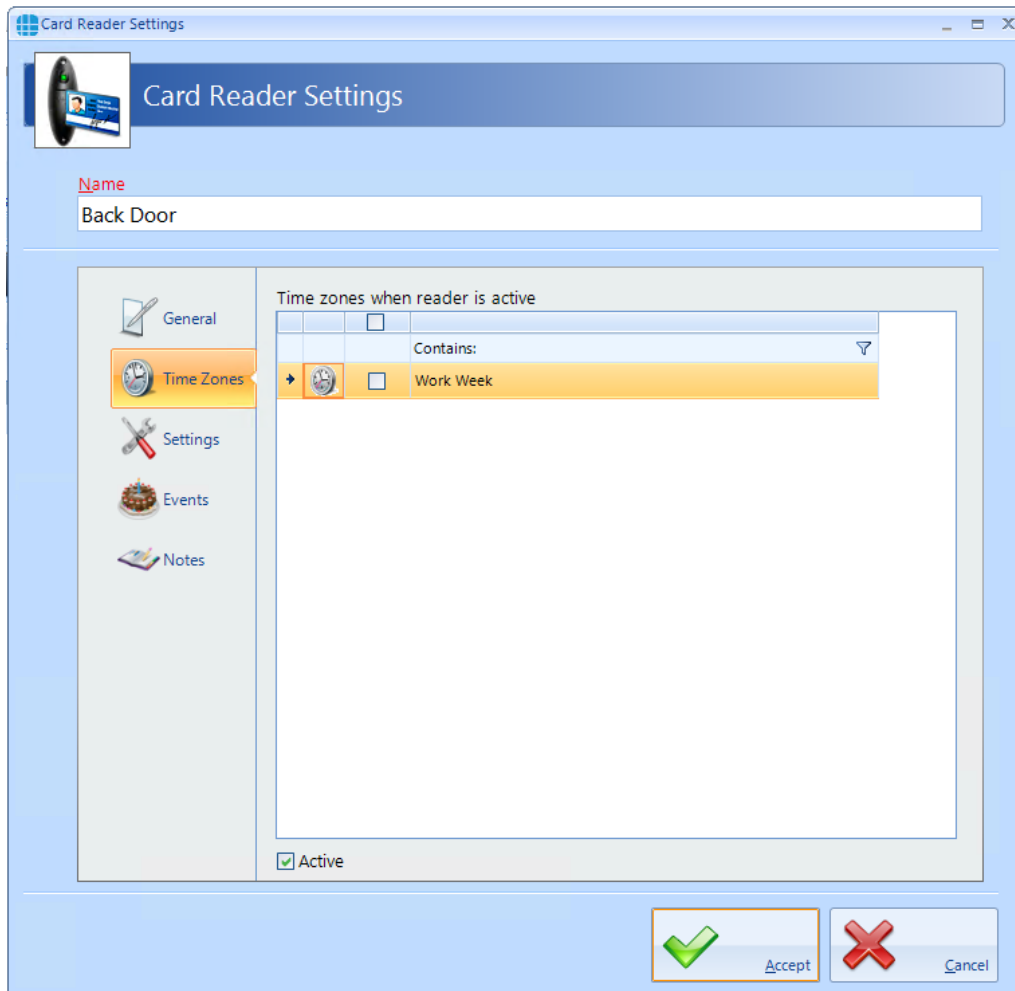 Card Reader Settings
Card Reader Settings
Name
Back Door
General
Time Zones
Settings
Events
Notes
Time zones when reader is active
Contains:
Work Week
Active
Accept
Cancel